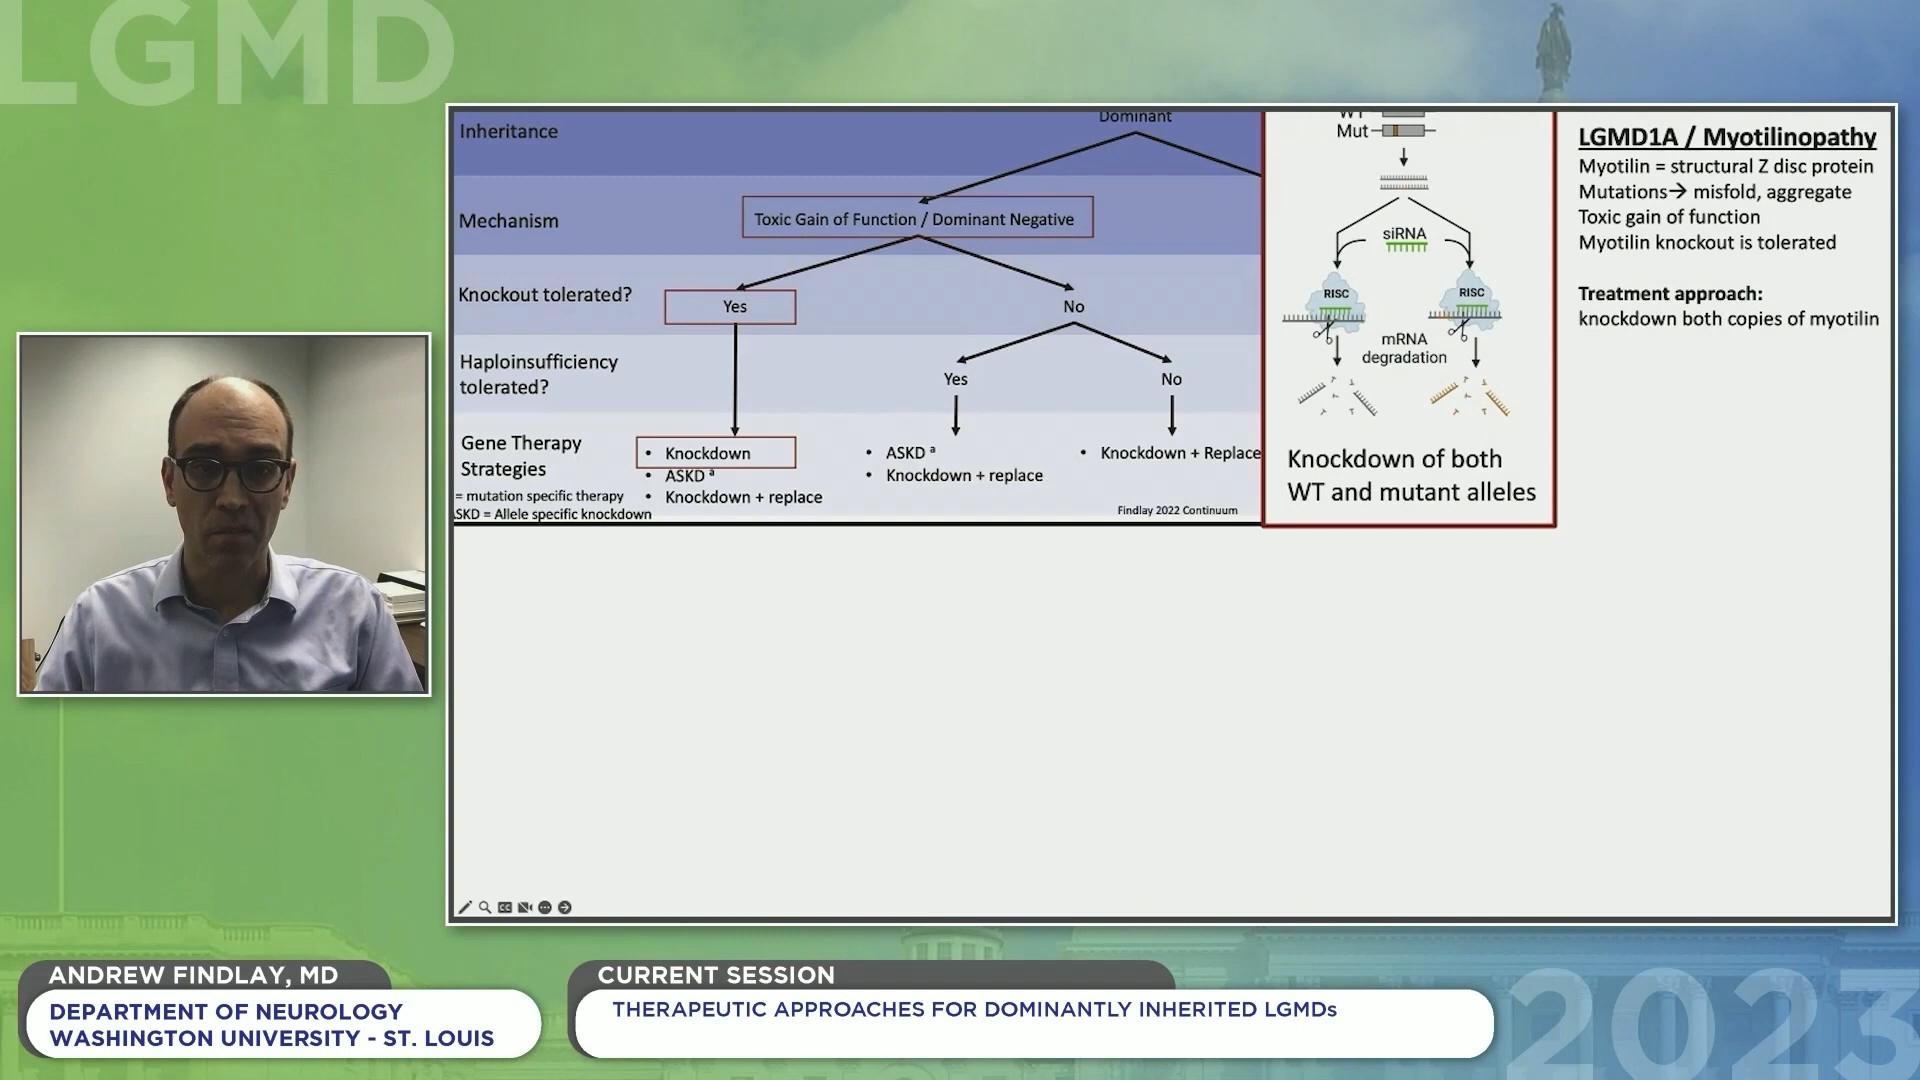 LGMD
Inheritance
Dominant
Mechanism
Toxic Gain of Function / Dominant Negative
Knockout tolerated?
Yes
No
Haploinsufficiency
tolerated?
Yes
No
Gene Therapy
Strategies
• Knockdown
• ASKD a
• Knockdown + replace
• ASKD a
• Knockdown + replace
• Knockdown + Replace
= mutation specific therapy
SKD = Allele specific knockdown
Findlay 2022 Continuum
WT
Mut
siRNA
RISC
RISC
mRNA
degradation
Knockdown of both
WT and mutant alleles
LGMD1A / Myotilinopathy
Myotilin = structural Z disc protein
Mutations→ misfold, aggregate
Toxic gain of function
Myotilin knockout is tolerated
Treatment approach:
knockdown both copies of myotilin
CC
ANDREW FINDLAY, MD
DEPARTMENT OF NEUROLOGY
WASHINGTON UNIVERSITY - ST. LOUIS
CURRENT SESSION
THERAPEUTIC APPROACHES FOR DOMINANTLY INHERITED LGMDs
2023